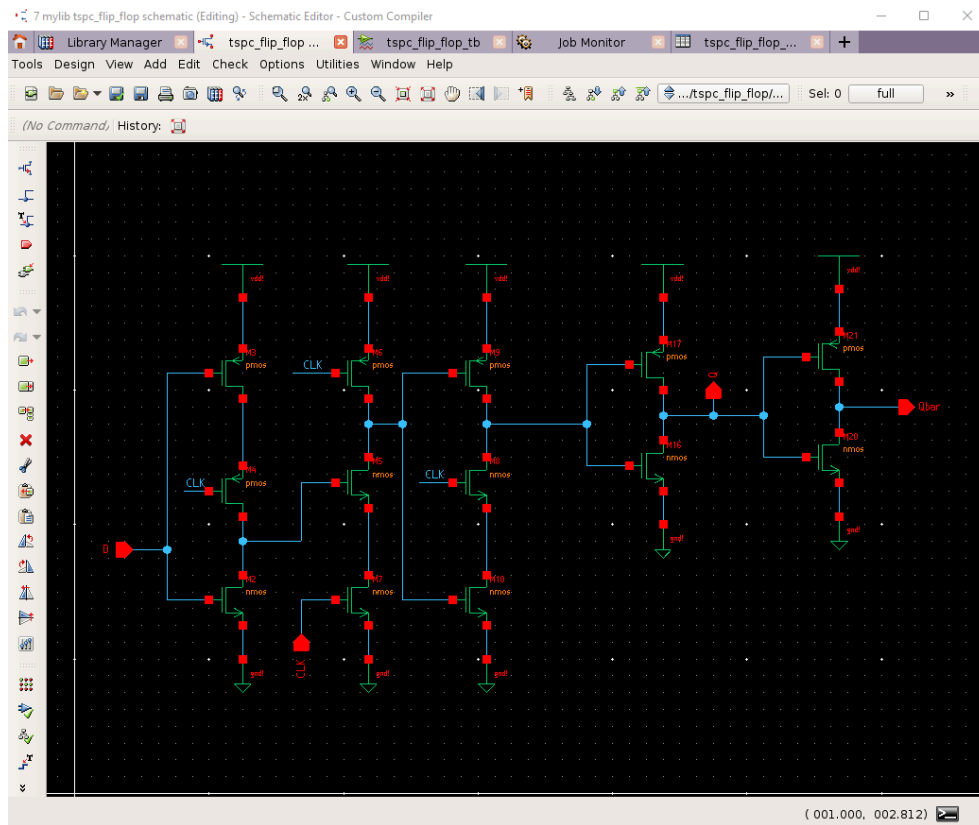 7 mylib tspc_flip_flop schematic (Editing) - Schematic Editor - Custom Compiler
Library Manager tspc_flip_flop ... tspc_flip_flop_tb Job Monitor tspc_flip_flop_...
Tools Design View Add Edit Check Options Utilities Window Help
.../tspc_flip_flop/... Sel: 0 full »
(No Command) History:
vdd! vdd! vdd! vdd! vdd!
M3 pmos
CLK
M6 pmos
M9 pmos
M17 pmos
M21 pmos
Q
Qbar
CLK
M4 pmos
M5 nmos
CLK
M8 nmos
nmos
M20 nmos
D
M2 nmos
M7 nmos
M10 nmos
gnd! gnd!
CLK
gnd! gnd! gnd!
( 001.000, 002.812)